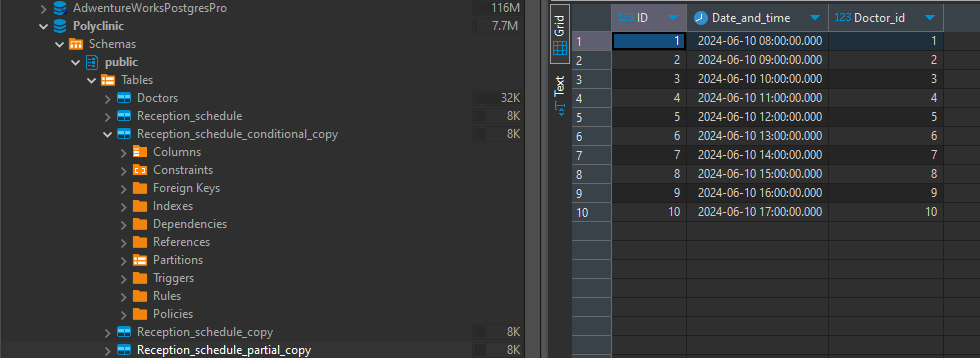 AdwentureWorksPostgresPro 116M
Polyclinic 7.7M
Schemas
public
Tables
Doctors 32K
Reception_schedule 8K
Reception_schedule_conditional_copy 8K
Columns
Constraints
Foreign Keys
Indexes
Dependencies
References
Partitions
Triggers
Rules
Policies
Reception_schedule_copy 8K
Reception_schedule_partial_copy 8K
Grid
Text
123 ID Date_and_time 123 Doctor_id
1 1 2024-06-10 08:00:00.000 1
2 2 2024-06-10 09:00:00.000 2
3 3 2024-06-10 10:00:00.000 3
4 4 2024-06-10 11:00:00.000 4
5 5 2024-06-10 12:00:00.000 5
6 6 2024-06-10 13:00:00.000 6
7 7 2024-06-10 14:00:00.000 7
8 8 2024-06-10 15:00:00.000 8
9 9 2024-06-10 16:00:00.000 9
10 10 2024-06-10 17:00:00.000 10